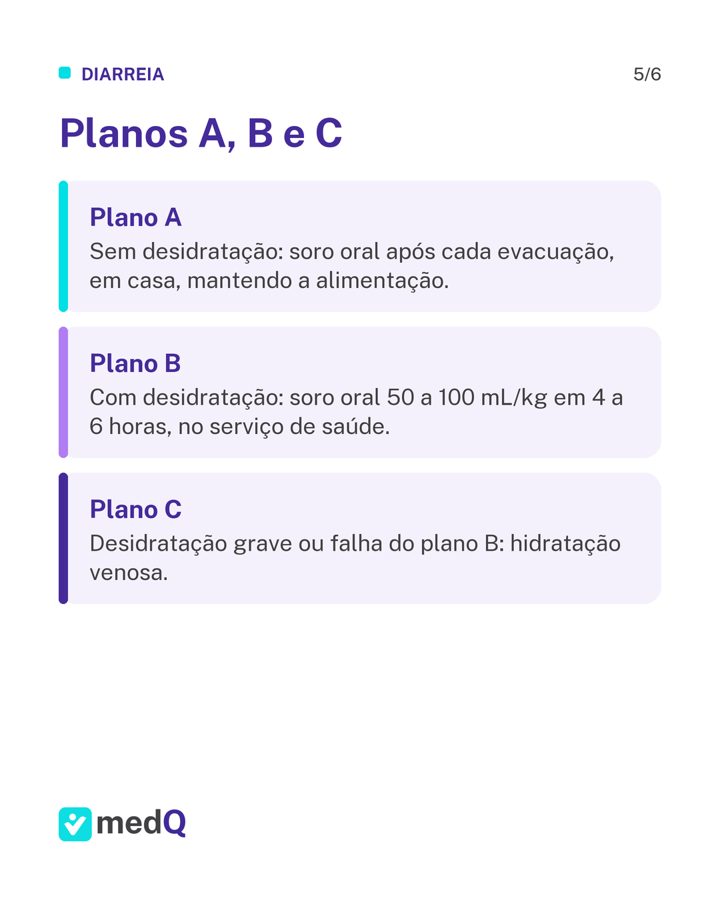 DIARREIA
5/6
Planos A, B e C
Plano A
Sem desidratação: soro oral após cada evacuação,
em casa, mantendo a alimentação.
Plano B
Com desidratação: soro oral 50 a 100 mL/kg em 4 a
6 horas, no serviço de saúde.
Plano C
Desidratação grave ou falha do plano B: hidratação
venosa.
medQ